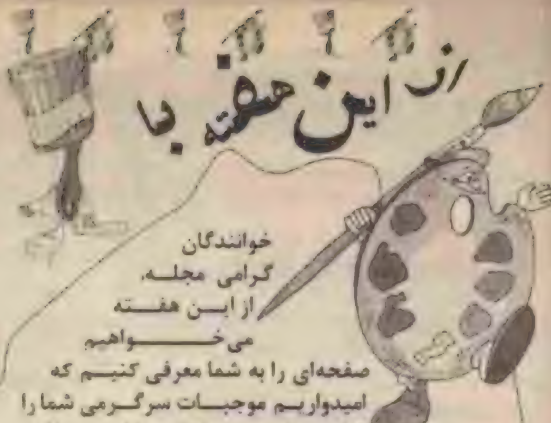 از این هفته با
خوانندگان
گرامی مجله،
از این هفته
می‌خواهیم
صفحه‌ای را به شما معرفی کنیم که
امیدواریم موجبات سرگرمی شما را